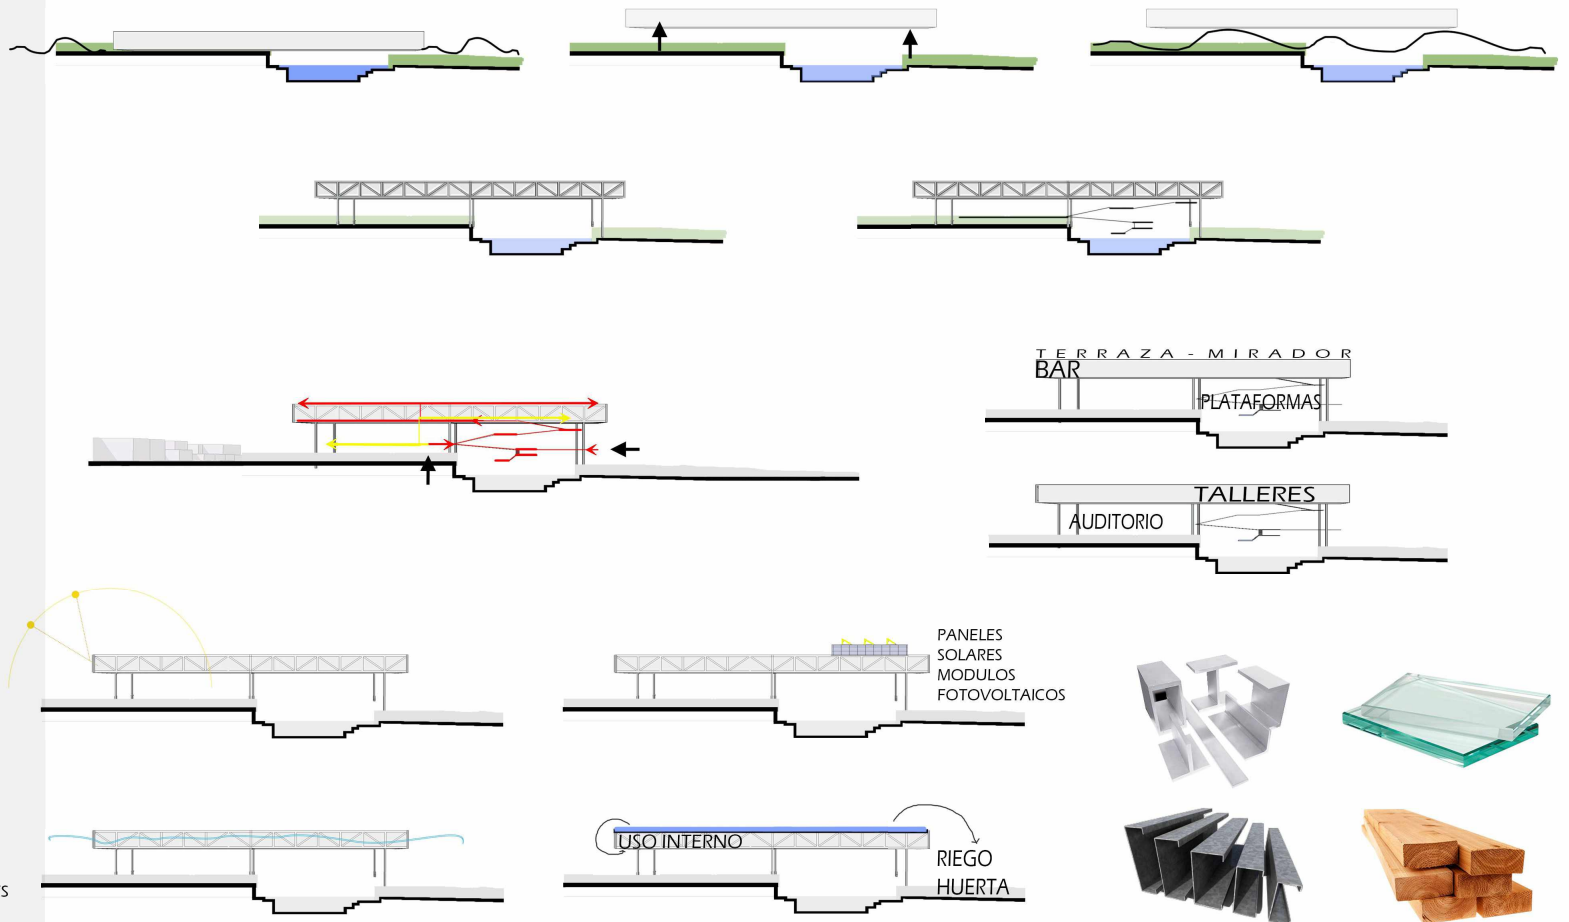 TERRAZA - MIRADOR
BAR
PLATAFORMAS
TALLERES
AUDITORIO
PANELES
SOLARES
MODULOS
FOTOVOLTAICOS
USO INTERNO
RIEGO
HUERTA